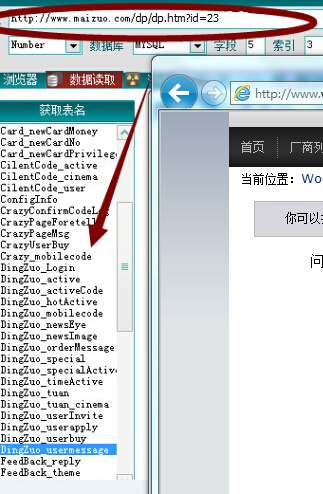 http://www.maizuo.com/dp/dp.htm?id=23
Number 数据库 MYSQL 字段 5 索引 3
浏览器 数据读取
获取表名
Card_newCardMoney
Card_newCardNo
Card_newCardPrivilege
CilentCode_active
CilentCode_cinema
CilentCode_user
ConfigInfo
CrazyConfirmCodeLog
CrazyPageForetell
CrazyPageMsg
CrazyUserBuy
Crazy_mobilecode
DingZuo_Login
DingZuo_active
DingZuo_activeCode
DingZuo_hotActive
DingZuo_mobilecode
DingZuo_newsEye
DingZuo_newsImage
DingZuo_orderMessage
DingZuo_special
DingZuo_specialActive
DingZuo_timeActive
DingZuo_tuan
DingZuo_tuan_cinema
DingZuo_userInvite
DingZuo_userapply
DingZuo_userbuy
DingZuo_usermessage
FeedBack_reply
FeedBack_theme
http://www.
首页 厂商列
当前位置: Wo
你可以
问